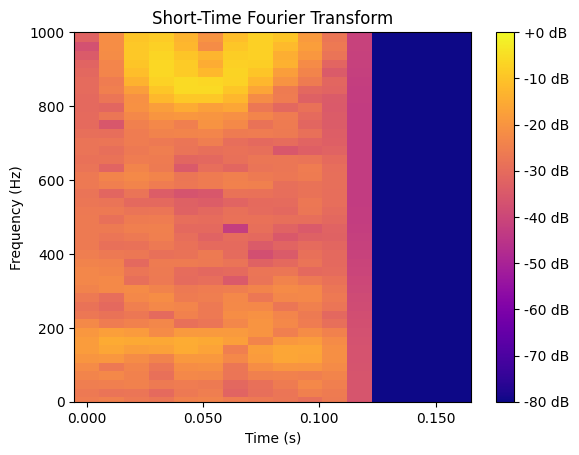 Short-Time Fourier Transform
1000
800
600
400
200
0
Frequency (Hz)
0.000
0.050
0.100
0.150
Time (s)
+0 dB
-10 dB
-20 dB
-30 dB
-40 dB
-50 dB
-60 dB
-70 dB
-80 dB